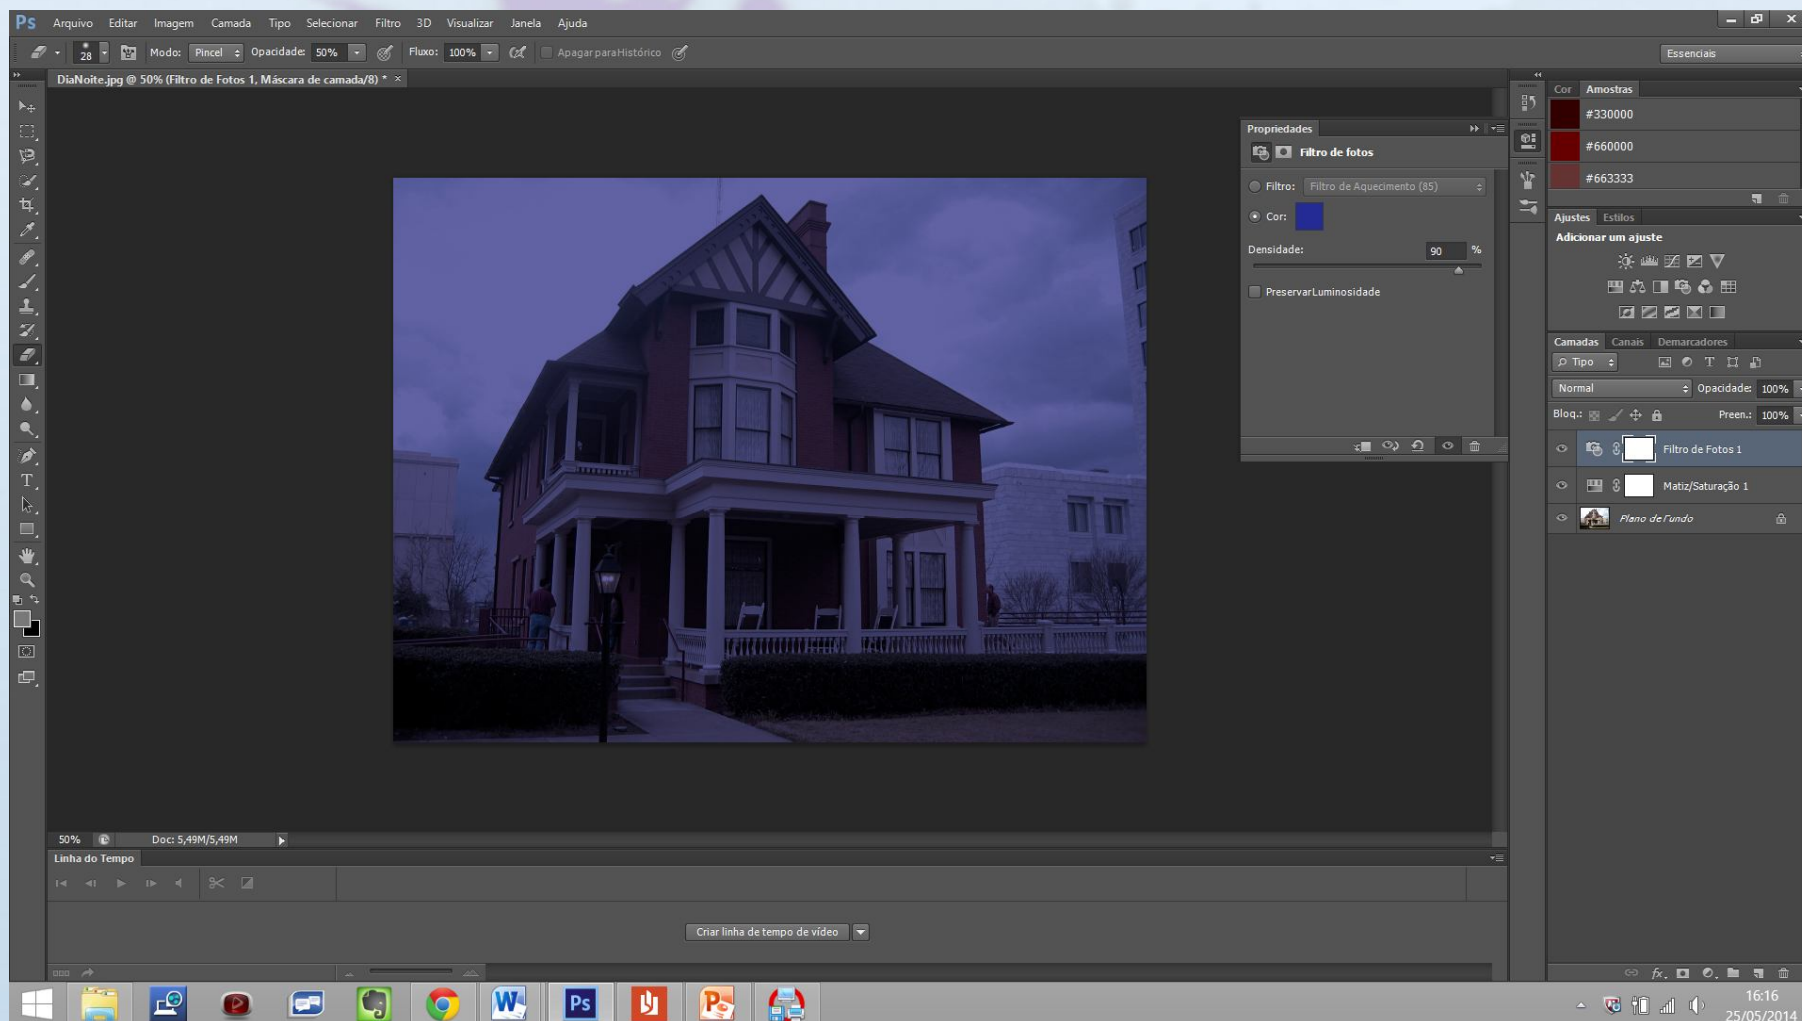 Ps Arquivo Editar Imagem Camada Tipo Selecionar Filtro 3D Visualizar Janela Ajuda
28 Modo: Pincel Opacidade: 50% Fluxo: 100% Apagar para Histórico Essenciais
DiaNoite.jpg @ 50% (Filtro de Fotos 1, Máscara de camada/8) * ×
Cor Amostras
#330000
#660000
#663333
Propriedades
Filtro de fotos
Filtro: Filtro de Aquecimento (85)
Cor:
Densidade: 90 %
Preservar Luminosidade
Ajustes Estilos
Adicionar um ajuste
Camadas Canais Demarcadores
Tipo T
Normal Opacidade: 100%
Bloq.: Preen.: 100%
Filtro de Fotos 1
Matiz/Saturação 1
Plano de Fundo
T
50% Doc: 5,49M/5,49M
Linha do Tempo
Criar linha de tempo de vídeo
fx
W Ps P
16:16
25/05/2014